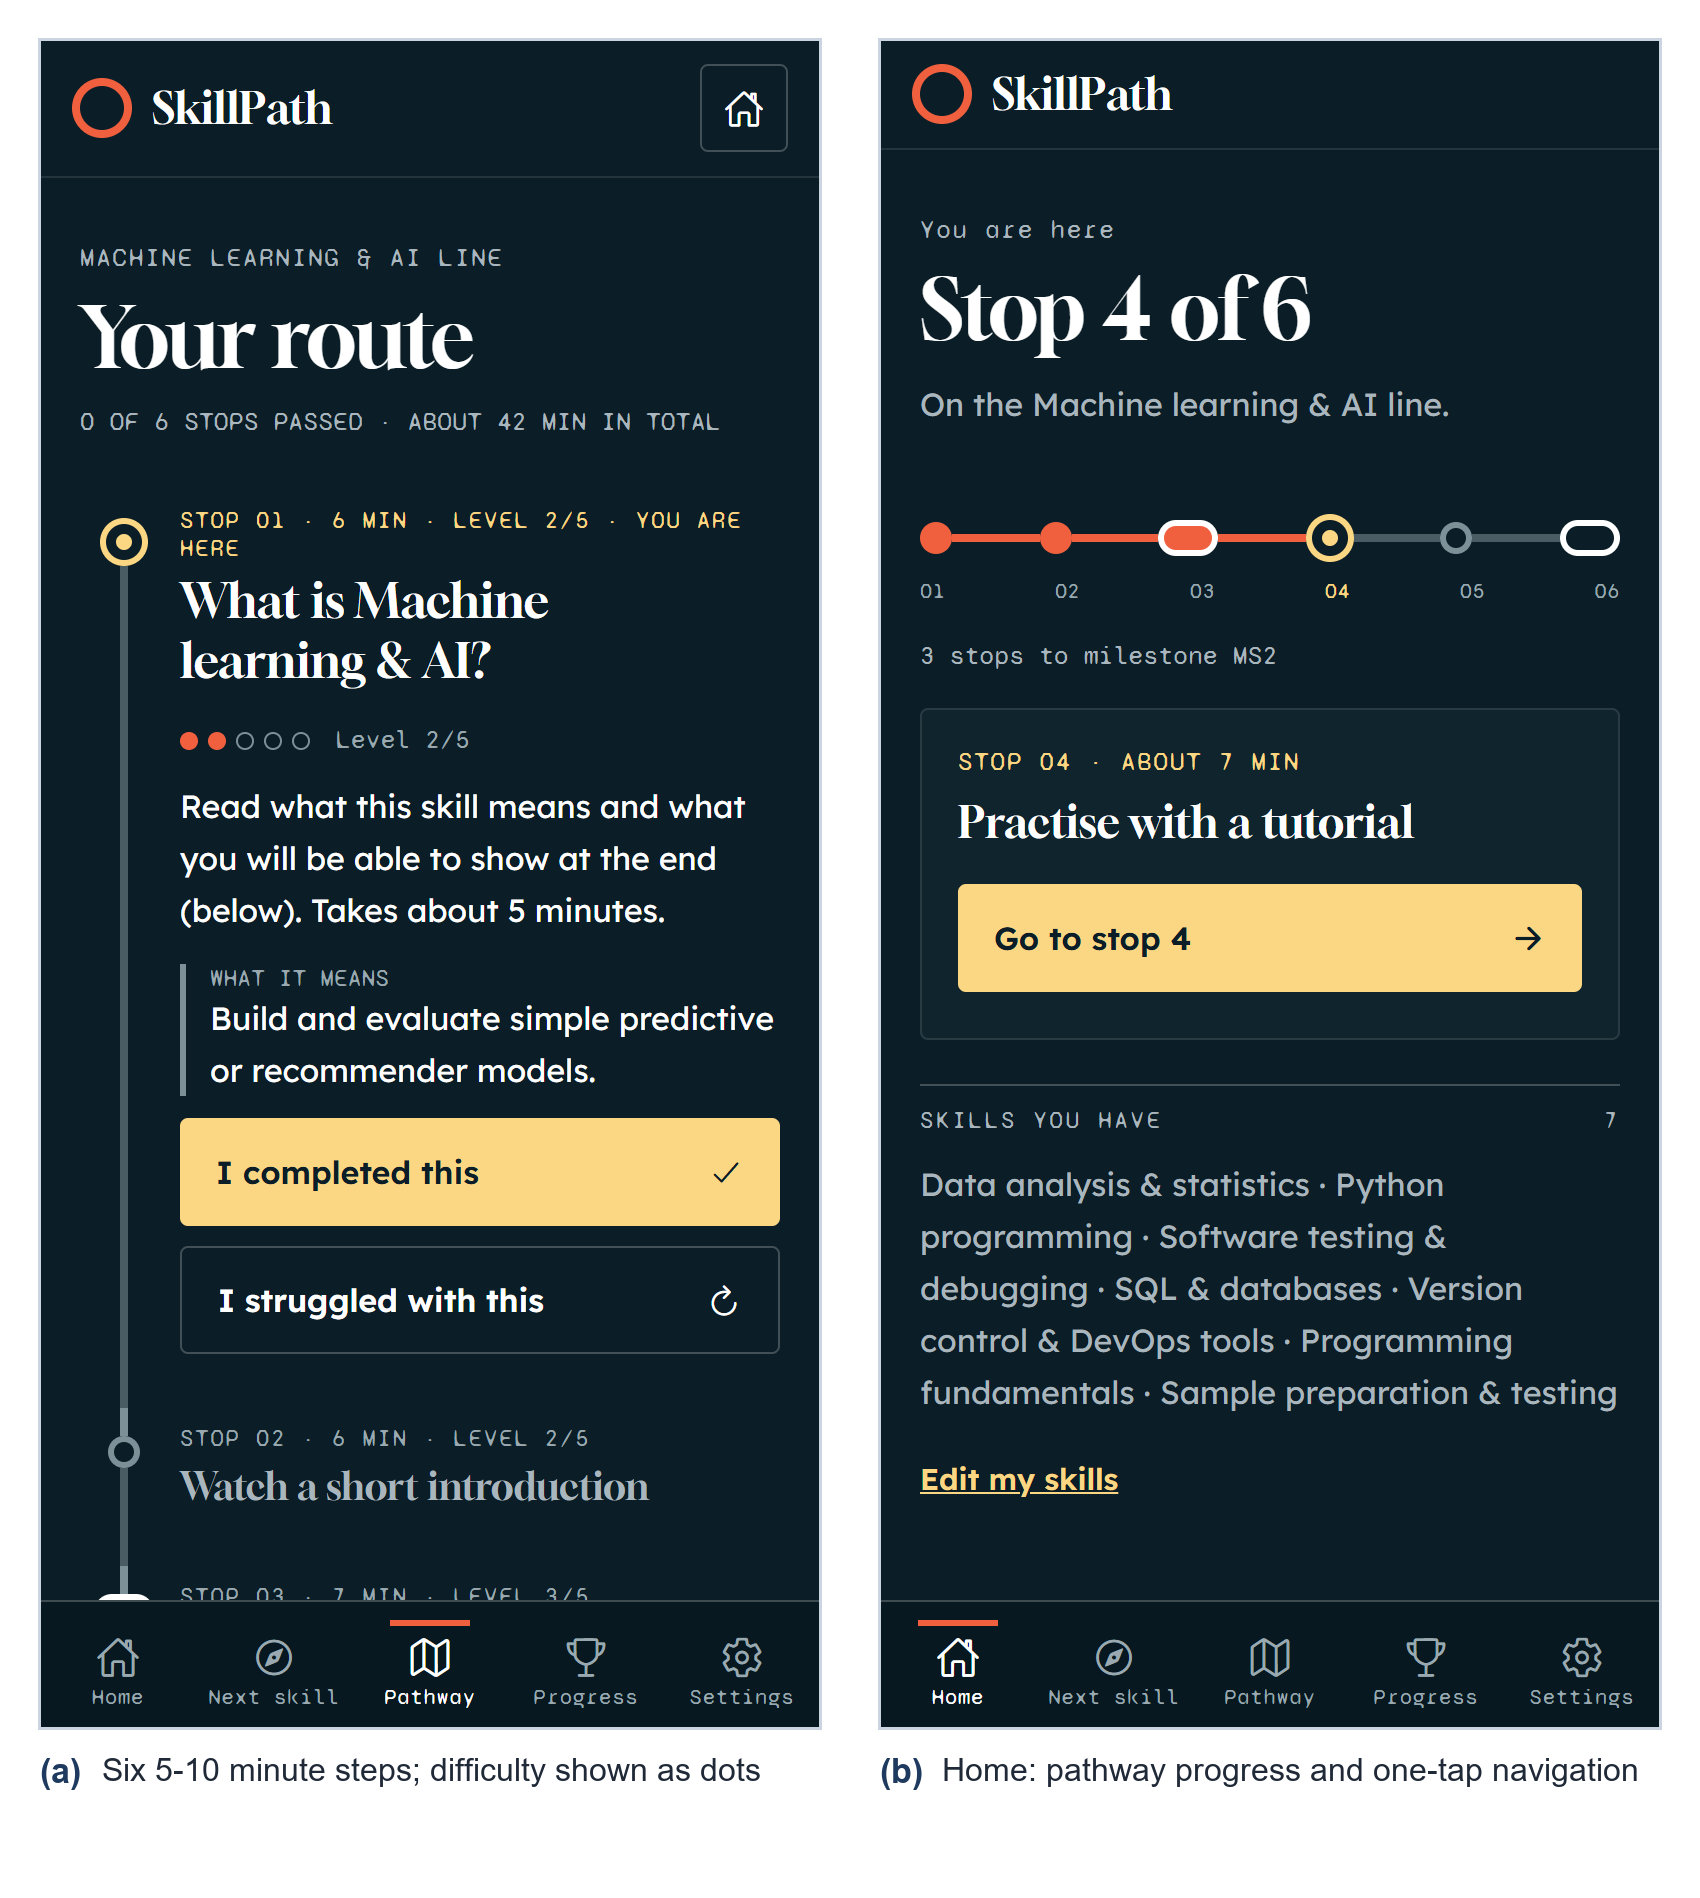 SkillPath
MACHINE LEARNING & AI LINE
Your route
0 OF 6 STOPS PASSED · ABOUT 42 MIN IN TOTAL
STOP 01 · 6 MIN · LEVEL 2/5 · YOU ARE
HERE
What is Machine
learning & AI?
Level 2/5
Read what this skill means and what
you will be able to show at the end
(below). Takes about 5 minutes.
WHAT IT MEANS
Build and evaluate simple predictive
or recommender models.
I completed this
I struggled with this
STOP 02 · 6 MIN · LEVEL 2/5
Watch a short introduction
STOP 03 · 7 MIN · LEVEL 3/5
Home
Next skill
Pathway
Progress
Settings
(a) Six 5-10 minute steps; difficulty shown as dots
SkillPath
You are here
Stop 4 of 6
On the Machine learning & AI line.
01 02 03 04 05 06
3 stops to milestone MS2
STOP 04 · ABOUT 7 MIN
Practise with a tutorial
Go to stop 4
SKILLS YOU HAVE 7
Data analysis & statistics · Python
programming · Software testing &
debugging · SQL & databases · Version
control & DevOps tools · Programming
fundamentals · Sample preparation & testing
Edit my skills
Home
Next skill
Pathway
Progress
Settings
(b) Home: pathway progress and one-tap navigation